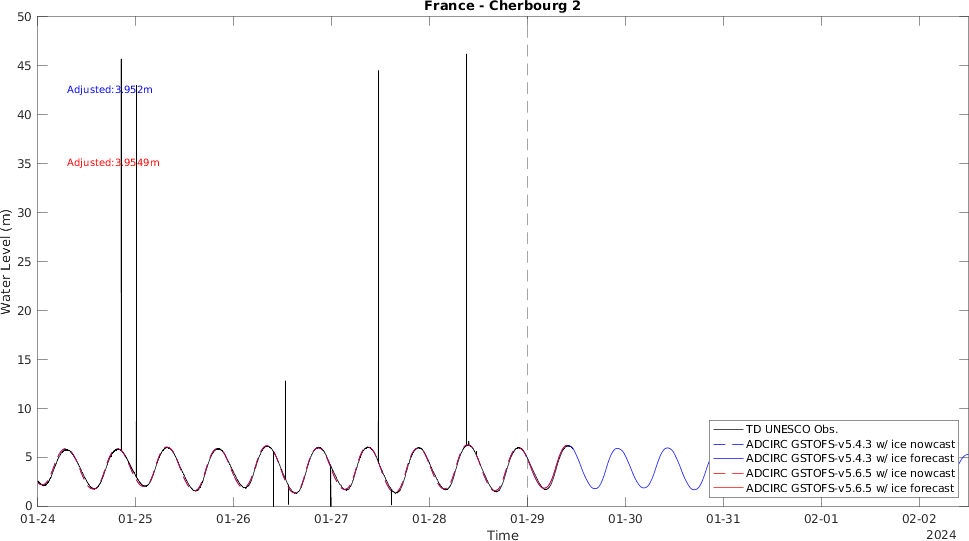 France - Cherbourg 2
50
45
40
35
30
25
20
15
10
5
0
Water Level (m)
Adjusted:3.952m
Adjusted:3.9549m
TD UNESCO Obs.
ADCIRC GSTOFS-v5.4.3 w/ ice nowcast
ADCIRC GSTOFS-v5.4.3 w/ ice forecast
ADCIRC GSTOFS-v5.6.5 w/ ice nowcast
ADCIRC GSTOFS-v5.6.5 w/ ice forecast
01-24 01-25 01-26 01-27 01-28 01-29 01-30 01-31 02-01 02-02
Time
2024